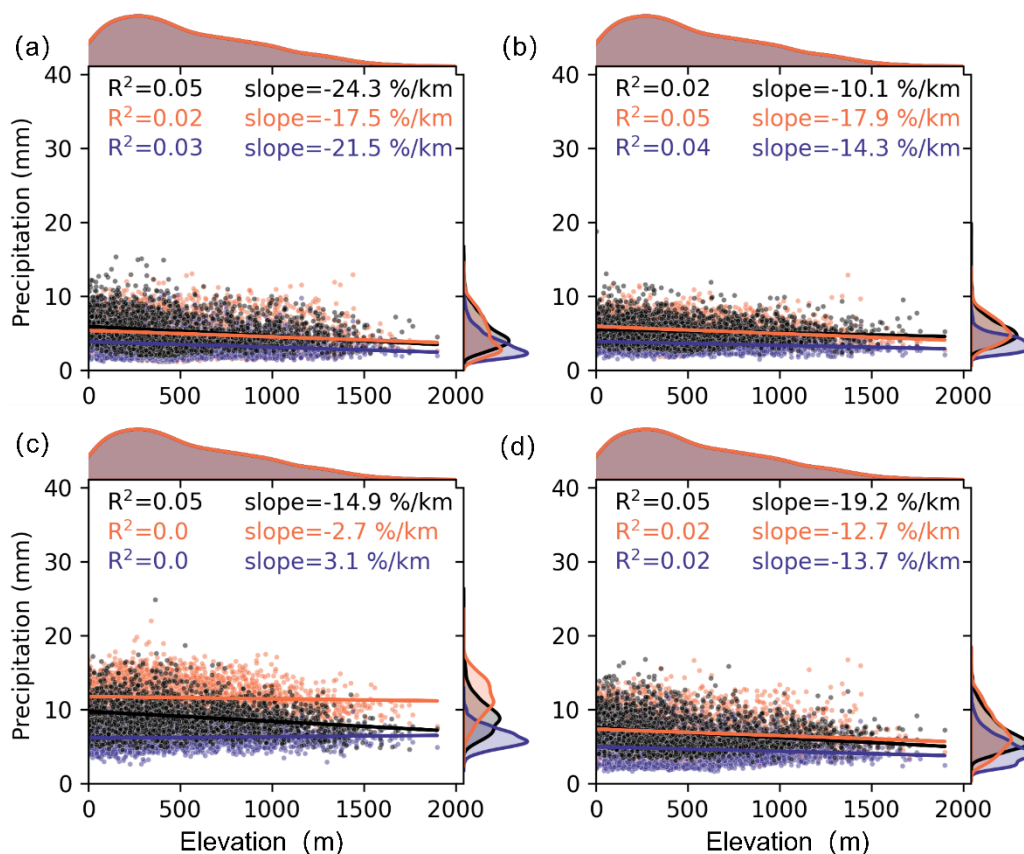 (a)
(b)
40
30
20
10
0
Precipitation (mm)
R²=0.05 slope=-24.3 %/km
R²=0.02 slope=-17.5 %/km
R²=0.03 slope=-21.5 %/km
0 500 1000 1500 2000
40
30
20
10
0
R²=0.02 slope=-10.1 %/km
R²=0.05 slope=-17.9 %/km
R²=0.04 slope=-14.3 %/km
0 500 1000 1500 2000
(c)
(d)
40
30
20
10
0
Precipitation (mm)
R²=0.05 slope=-14.9 %/km
R²=0.0 slope=-2.7 %/km
R²=0.0 slope=3.1 %/km
0 500 1000 1500 2000
Elevation (m)
40
30
20
10
0
R²=0.05 slope=-19.2 %/km
R²=0.02 slope=-12.7 %/km
R²=0.02 slope=-13.7 %/km
0 500 1000 1500 2000
Elevation (m)